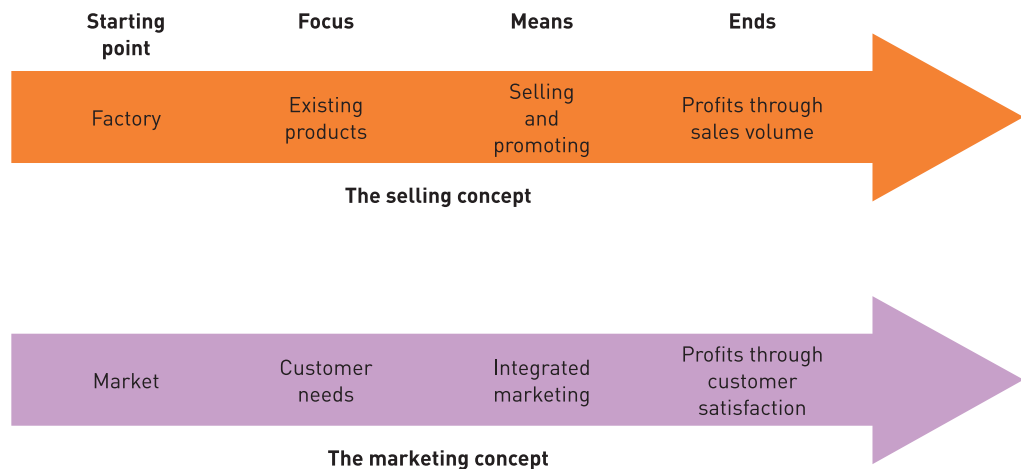 Starting
point
Focus
Means
Ends
Factory
Existing
products
Selling
and
promoting
Profits through
sales volume
The selling concept
Market
Customer
needs
Integrated
marketing
Profits through
customer
satisfaction
The marketing concept